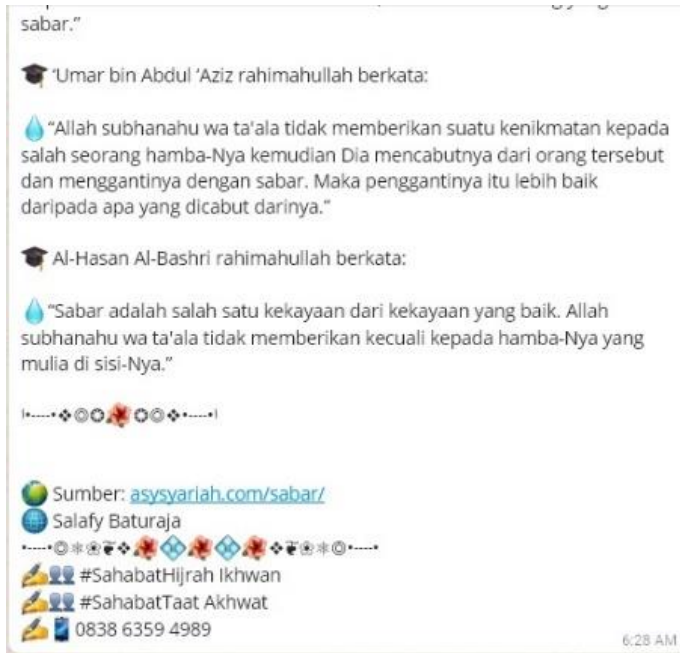 sabar.”
‘Umar bin Abdul ‘Aziz rahimahullah berkata:
“Allah subhanahu wa ta'ala tidak memberikan suatu kenikmatan kepada
salah seorang hamba-Nya kemudian Dia mencabutnya dari orang tersebut
dan menggantinya dengan sabar. Maka penggantinya itu lebih baik
daripada apa yang dicabut darinya.“
Al-Hasan Al-Bashri rahimahullah berkata:
“Sabar adalah salah satu kekayaan dari kekayaan yang baik. Allah
subhanahu wa ta'ala tidak memberikan kecuali kepada hamba-Nya yang
mulia di sisi-Nya.”
Sumber: asysyariah.com/sabar/
Salafy Baturaja
#SahabatHijrah Ikhwan
#SahabatTaat Akhwat
0838 6359 4989
6:28 AM